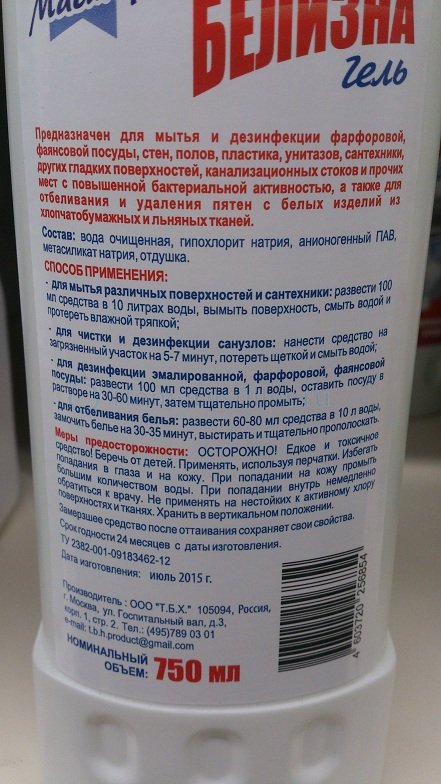 БЕЛИЗНА
гель
Предназначен для мытья и дезинфекции фарфоровой,
фаянсовой посуды, стен, полов, пластика, унитазов, сантехники,
других гладких поверхностей, канализационных стоков и прочих
мест с повышенной бактериальной активностью, а также для
отбеливания и удаления пятен с белых изделий из
хлопчатобумажных и льняных тканей.
Состав: вода очищенная, гипохлорит натрия, анионогенный ПАВ,
метасиликат натрия, отдушка.
СПОСОБ ПРИМЕНЕНИЯ:
- для мытья различных поверхностей и сантехники: развести 100
мл средства в 10 литрах воды, вымыть поверхность, смыть водой и
протереть влажной тряпкой;
- для чистки и дезинфекции санузлов: нанести средство на
загрязненный участок на 5-7 минут, потереть щеткой и смыть водой;
- для дезинфекции эмалированной, фарфоровой, фаянсовой
посуды: развести 100 мл средства в 1 л воды, оставить посуду в
растворе на 30-60 минут, затем тщательно промыть;
- для отбеливания белья: развести 60-80 мл средства в 10 л воды,
замочить белье на 30-35 минут, выстирать и тщательно прополоскать.
Меры предосторожности: ОСТОРОЖНО! Едкое и токсичное
средство! Беречь от детей. Применять, используя перчатки. Избегать
попадания в глаза и на кожу. При попадании на кожу промыть
большим количеством воды. При попадании внутрь немедленно
обратиться к врачу. Не применять на нестойких к активному хлору
поверхностях и тканях. Хранить в вертикальном положении.
Замерзшее средство после оттаивания сохраняет свои свойства.
Срок годности 24 месяцев с даты изготовления.
ТУ 2382-001-09183462-12
Дата изготовления: июль 2015 г.
Производитель : ООО "Т.Б.Х." 105094, Россия,
г. Москва, ул. Госпитальный вал, д.3,
корп. 1, стр. 2. Тел.: (495)789 03 01
e-mail: t.b.h.product@gmail.com
НОМИНАЛЬНЫЙ
ОБЪЕМ: 750 мл
4 603720 256854